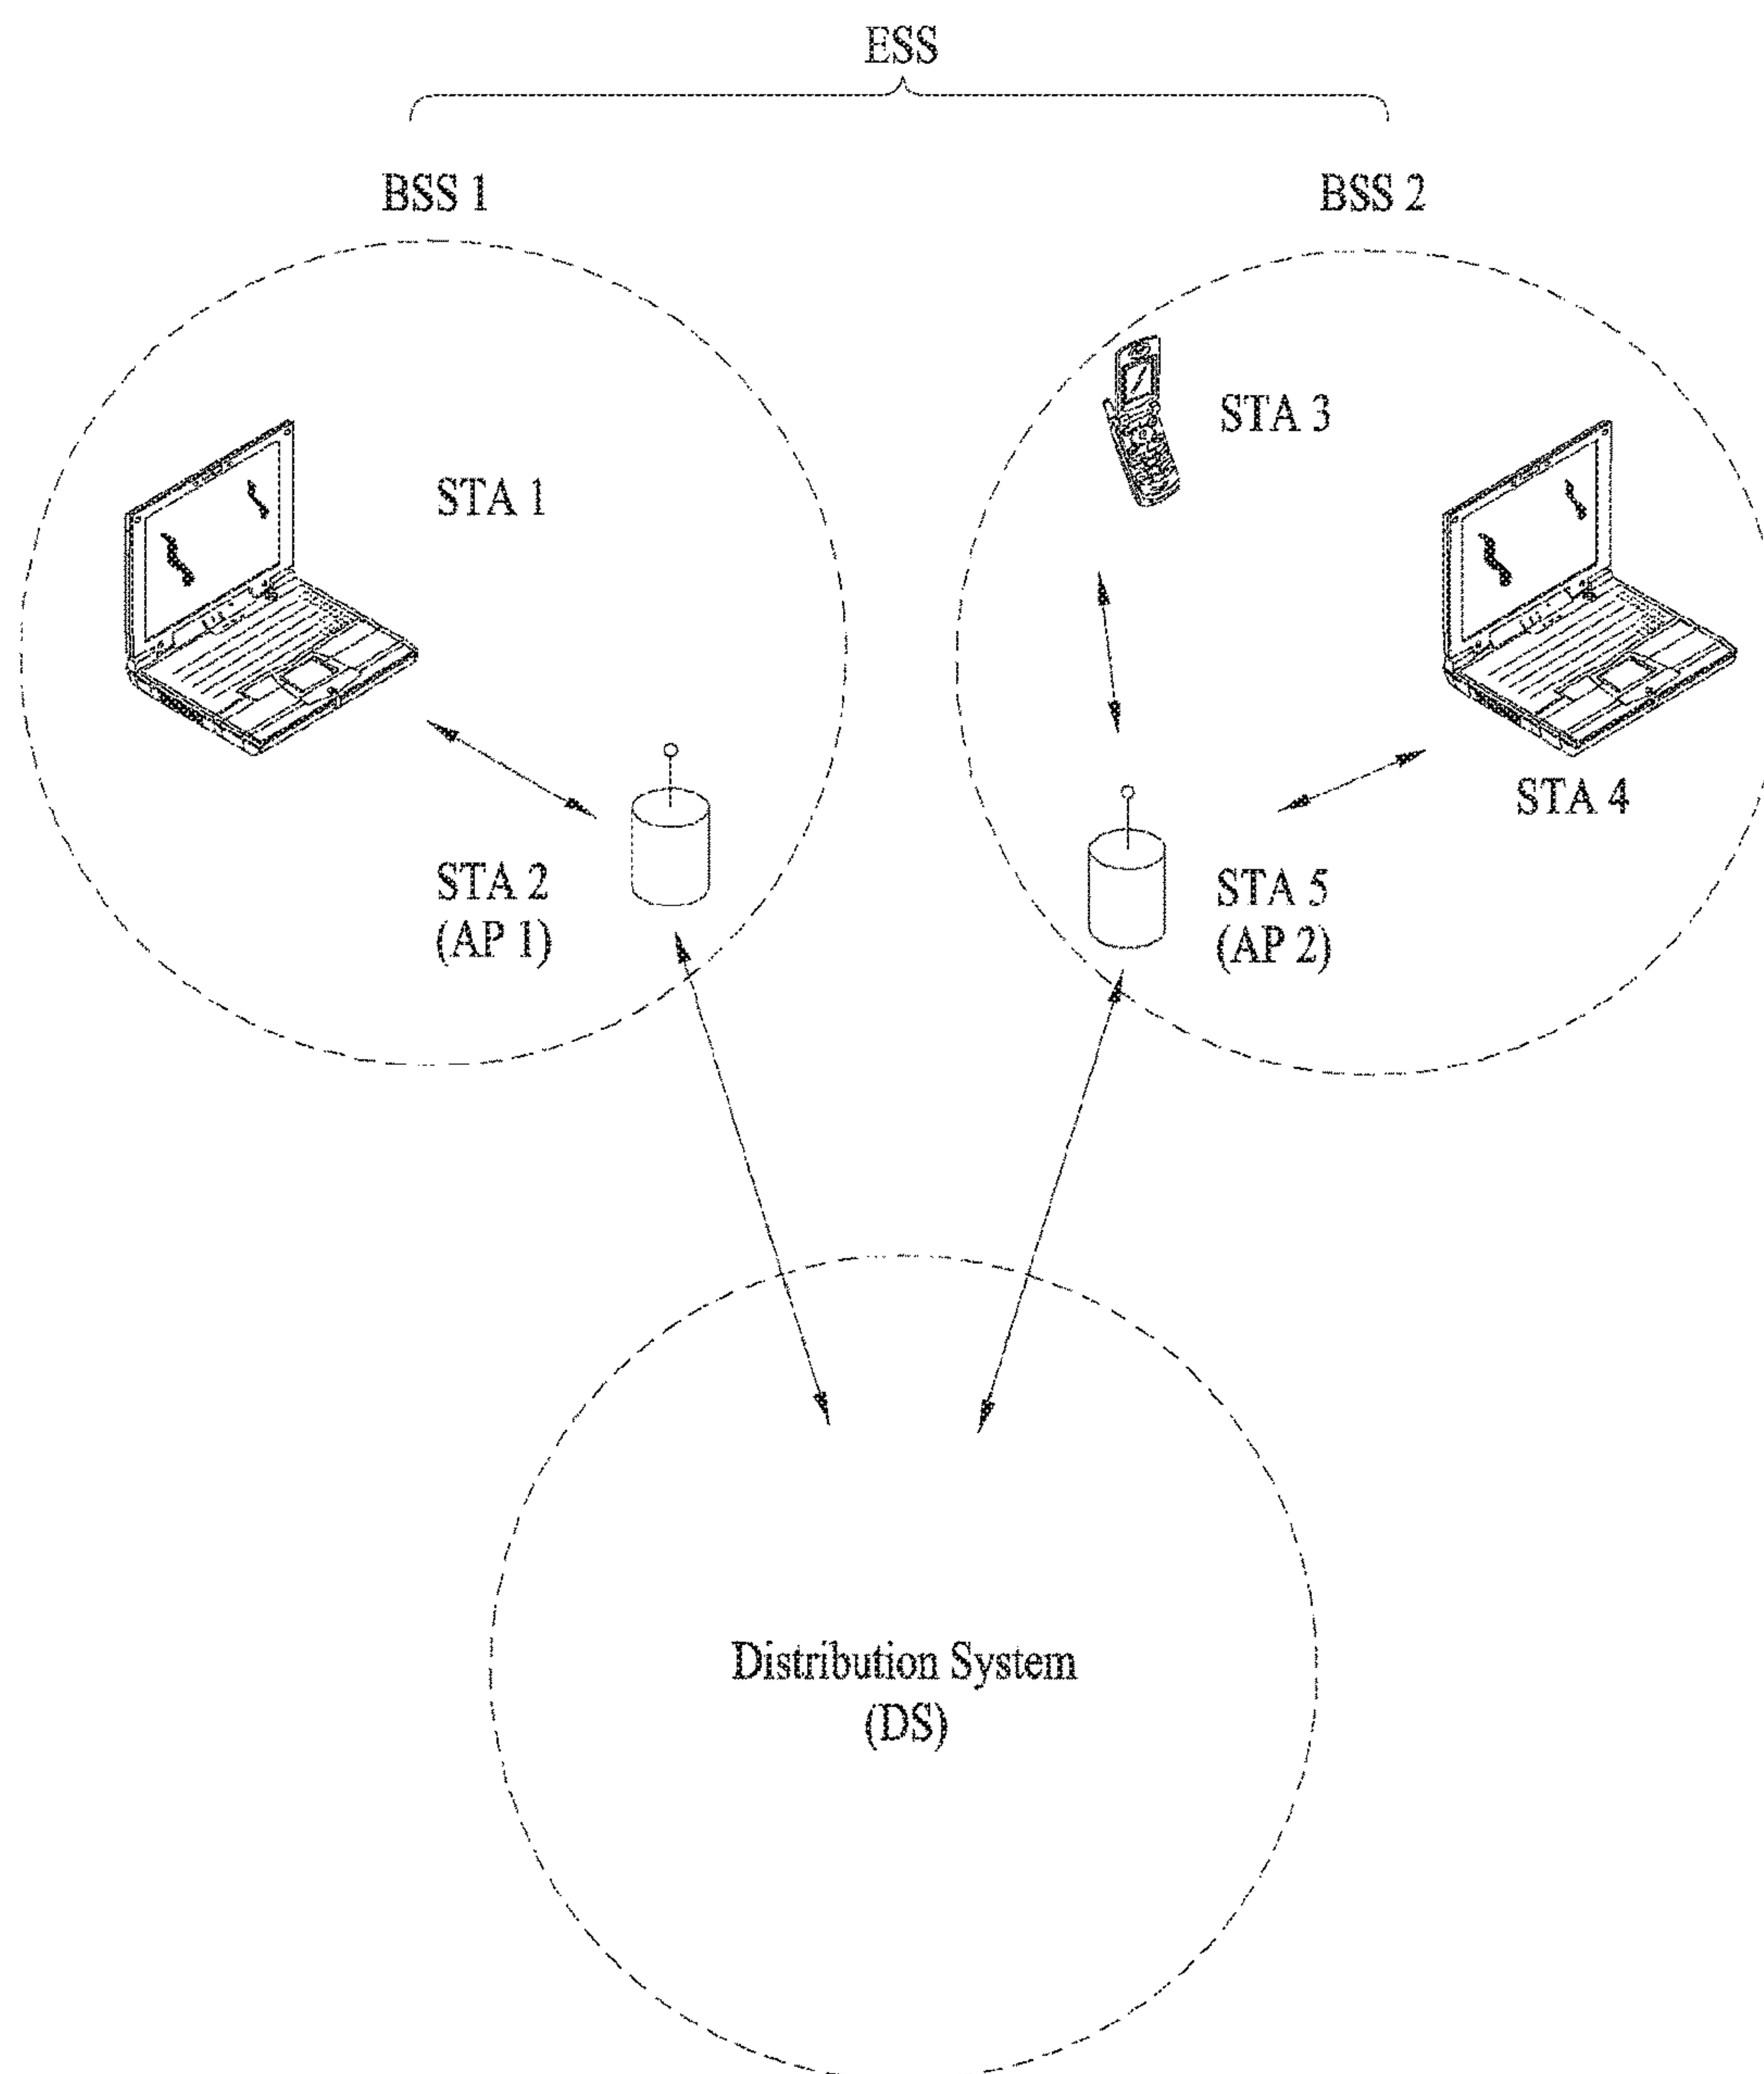 ESS
BSS 1
BSS 2
STA 3
STA 1
STA 4
STA 2
(AP 1)
STA 5
(AP 2)
Distribution System
(DS)